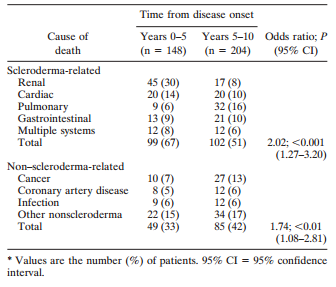 Time from disease onset
Cause of death Years 0–5 (n = 148) Years 5–10 (n = 204) Odds ratio; P (95% CI)
Scleroderma-related
Renal 45 (30) 17 (8)
Cardiac 20 (14) 20 (10)
Pulmonary 9 (6) 32 (16)
Gastrointestinal 13 (9) 21 (10)
Multiple systems 12 (8) 12 (6)
Total 99 (67) 102 (51) 2.02; <0.001
(1.27–3.20)
Non–scleroderma-related
Cancer 10 (7) 27 (13)
Coronary artery disease 8 (5) 12 (6)
Infection 9 (6) 12 (6)
Other nonscleroderma 22 (15) 34 (17)
Total 49 (33) 85 (42) 1.74; <0.01
(1.08–2.81)
* Values are the number (%) of patients. 95% CI = 95% confidence
interval.